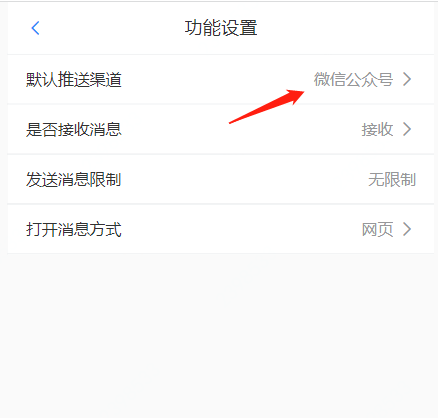 功能设置
默认推送渠道 微信公众号
是否接收消息 接收
发送消息限制 无限制
打开消息方式 网页